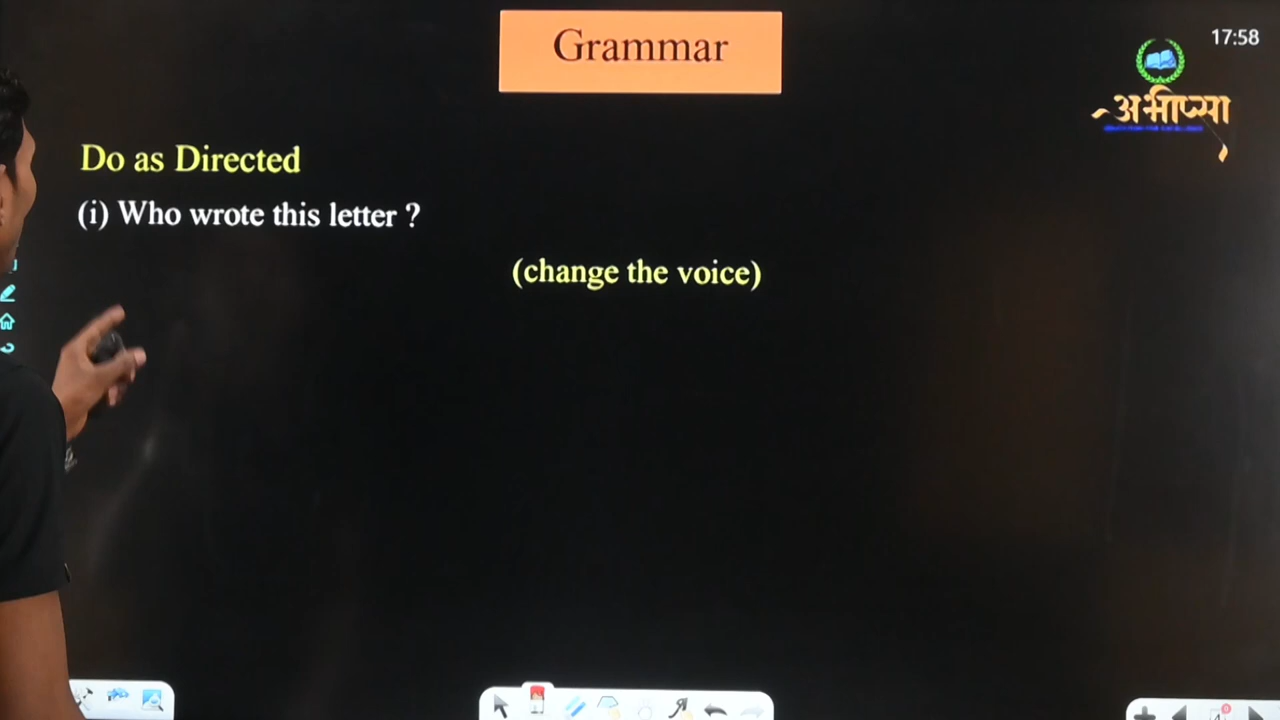 Grammar
17:58
अभीप्सा
Do as Directed
(i) Who wrote this letter ?
(change the voice)